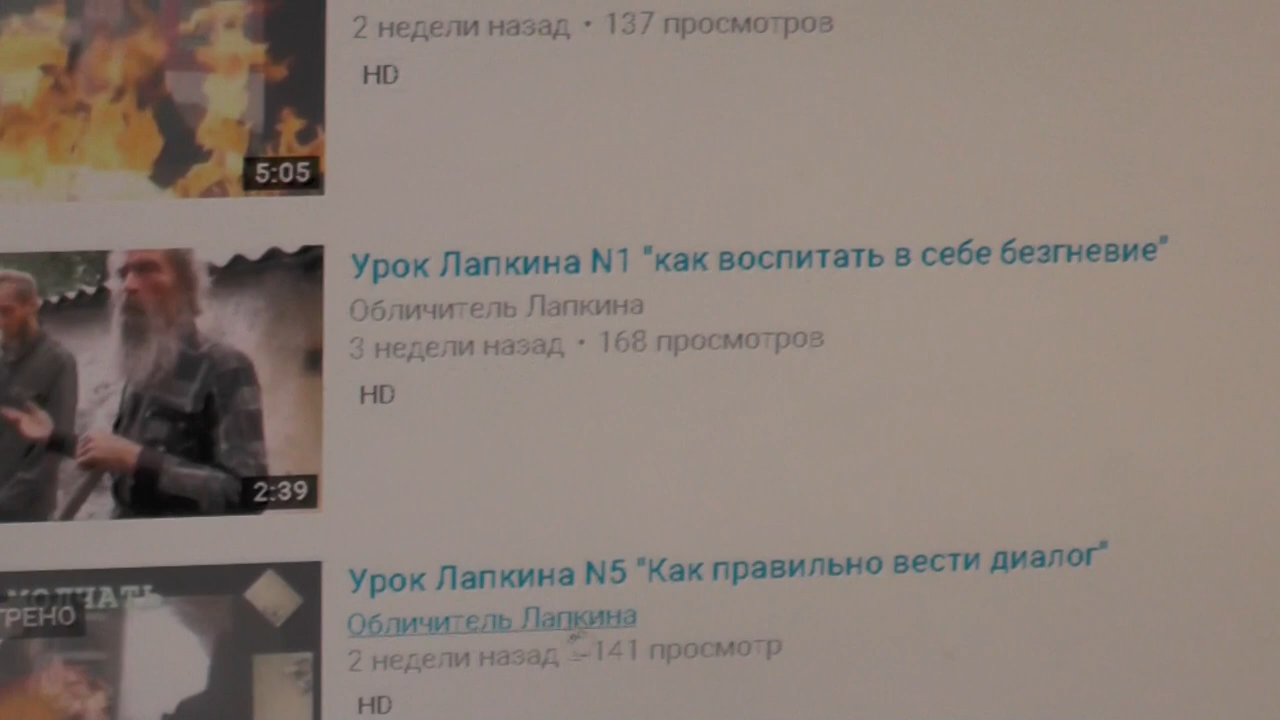 2 недели назад • 137 просмотров
HD
5:05
Урок Лапкина N1 "как воспитать в себе безгневие"
Обличитель Лапкина
3 недели назад • 168 просмотров
HD
2:39
Урок Лапкина N5 "Как правильно вести диалог"
Обличитель Лапкина
2 недели назад 141 просмотр
HD
МОЛЧАТЬ
ТРЕНО